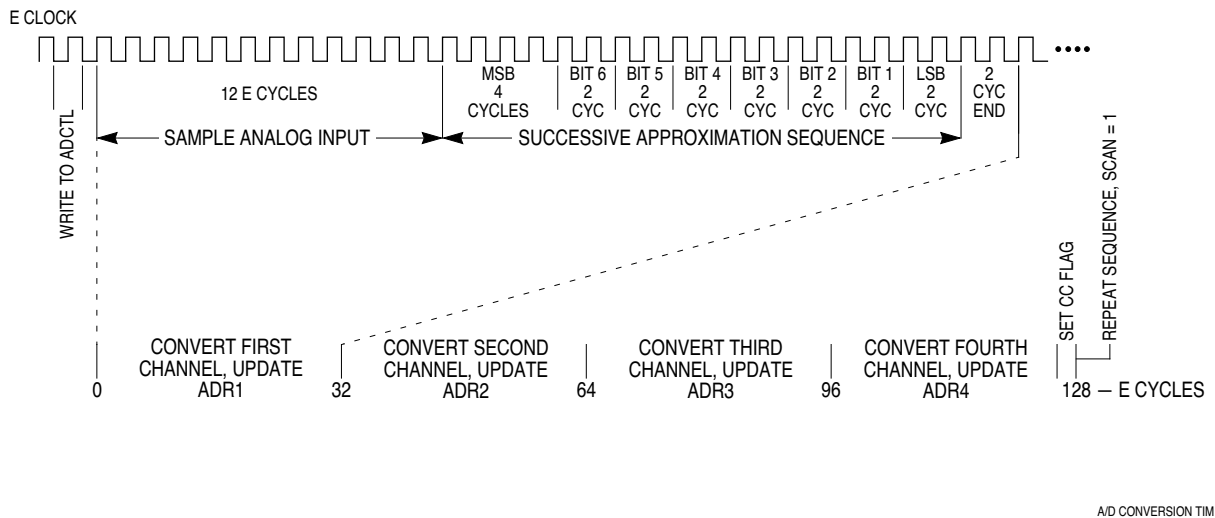 E CLOCK
12 E CYCLES
MSB
4
CYCLES
BIT 6
2
CYC
BIT 5
2
CYC
BIT 4
2
CYC
BIT 3
2
CYC
BIT 2
2
CYC
BIT 1
2
CYC
LSB
2
CYC
2
CYC
END
WRITE TO ADCTL
SAMPLE ANALOG INPUT
SUCCESSIVE APPROXIMATION SEQUENCE
SET CC FLAG
REPEAT SEQUENCE, SCAN = 1
CONVERT FIRST
CHANNEL, UPDATE
ADR1
CONVERT SECOND
CHANNEL, UPDATE
ADR2
CONVERT THIRD
CHANNEL, UPDATE
ADR3
CONVERT FOURTH
CHANNEL, UPDATE
ADR4
0
32
64
96
128 — E CYCLES
A/D CONVERSION TIM